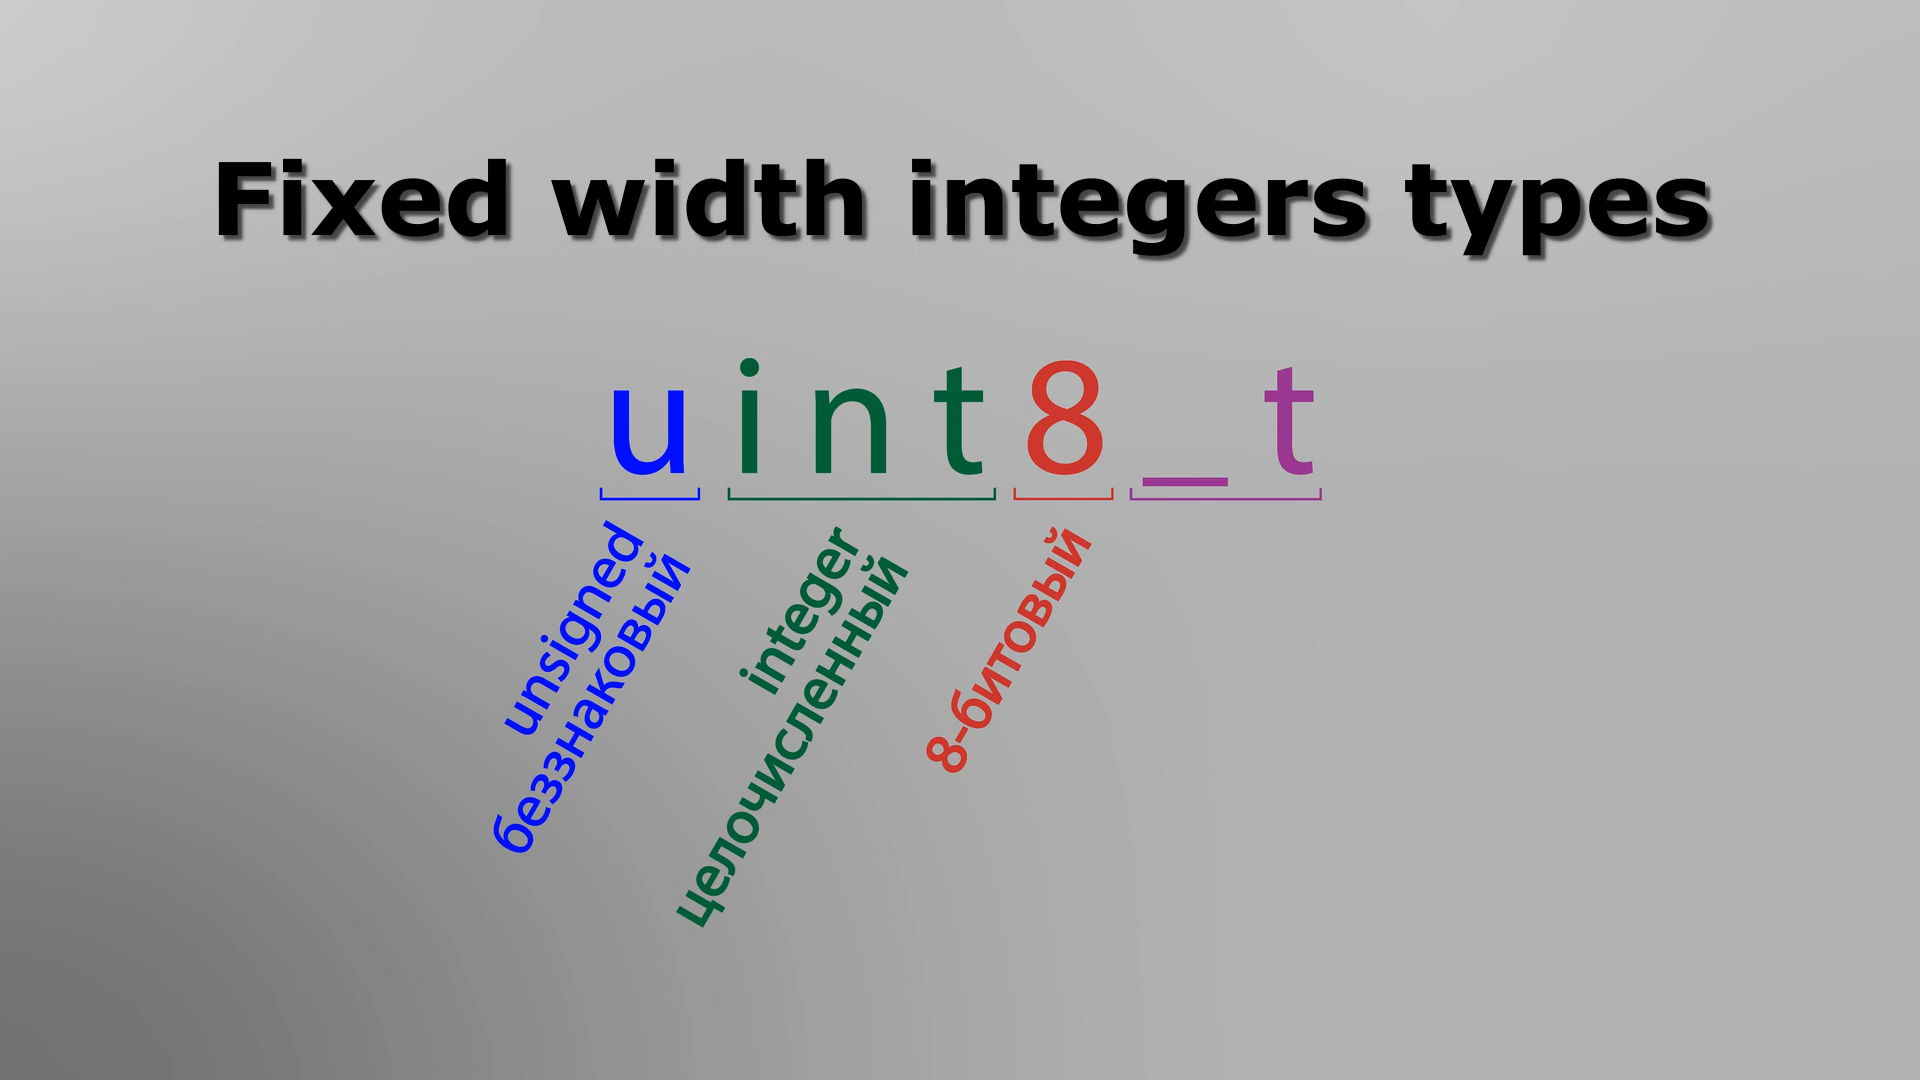 Fixed width integers types
uint8_t
unsigned
беззнаковый
integer
целочисленный
8-битовый